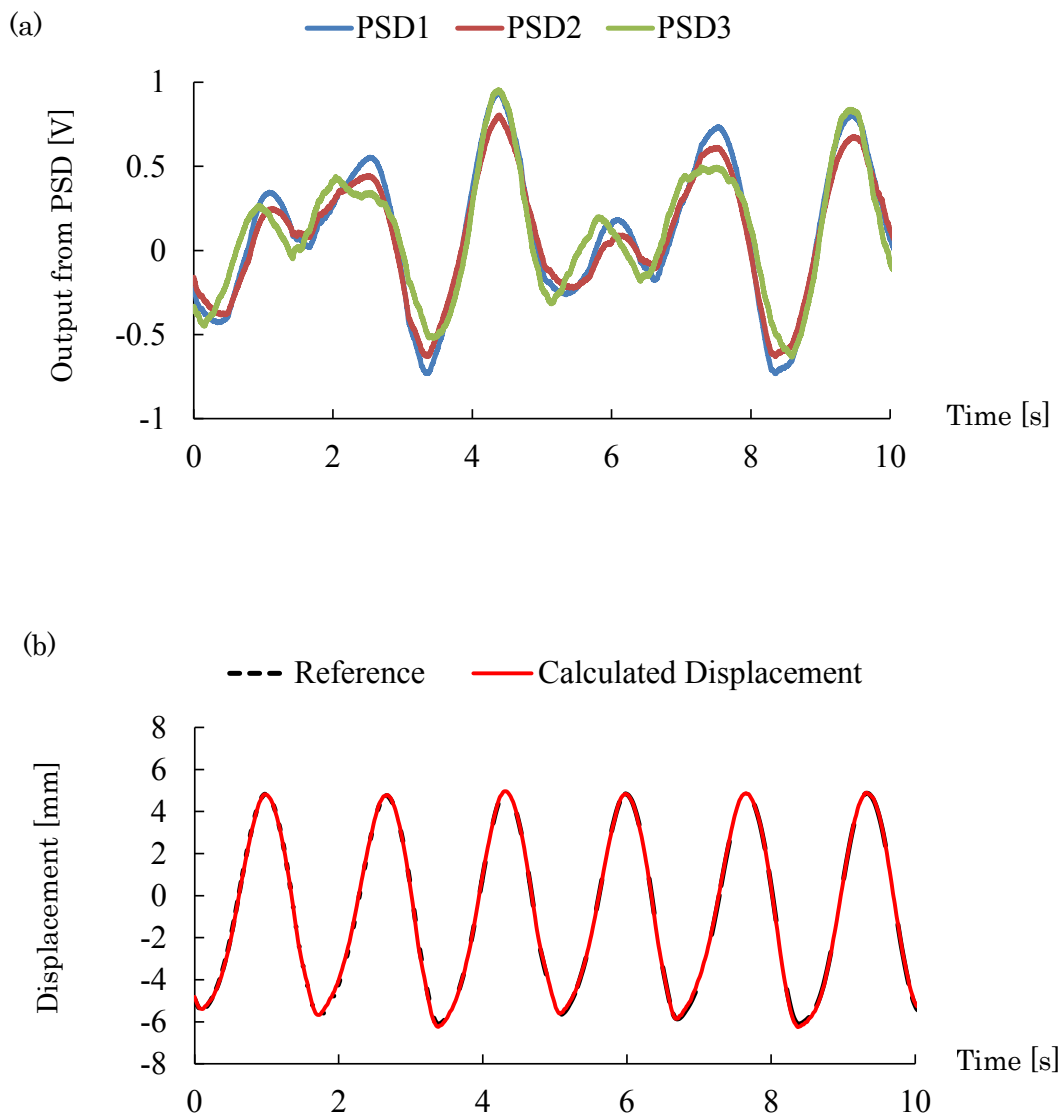 (a)
PSD1 PSD2 PSD3
Output from PSD [V]
1
0.5
0
-0.5
-1
Time [s]
0 2 4 6 8 10
(b)
Reference Calculated Displacement
Displacement [mm]
8
6
4
2
0
-2
-4
-6
-8
Time [s]
0 2 4 6 8 10